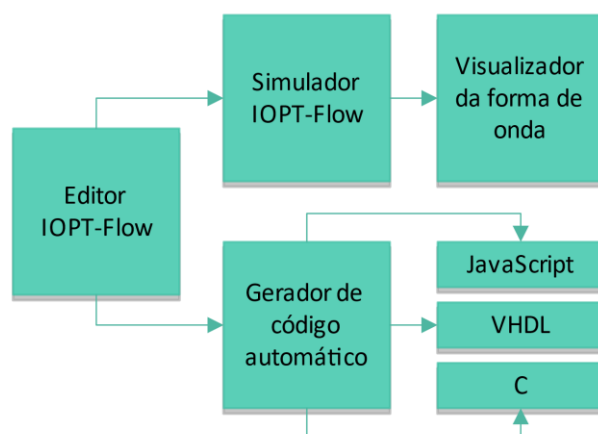 Simulador
IOPT-Flow
Visualizador
da forma de
onda
Editor
IOPT-Flow
Gerador de
código
automático
JavaScript
VHDL
C